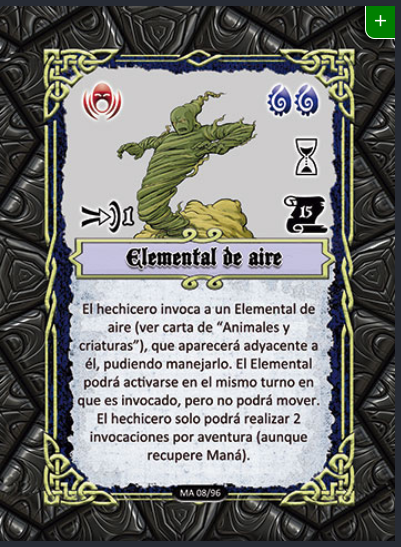 +
1
15
Elemental de aire
El hechicero invoca a un Elemental de
aire (ver carta de “Animales y
criaturas”), que aparecerá adyacente a
él, pudiendo manejarlo. El Elemental
podrá activarse en el mismo turno en
que es invocado, pero no podrá mover.
El hechicero solo podrá realizar 2
invocaciones por aventura (aunque
recupere Maná).
MA 08/96